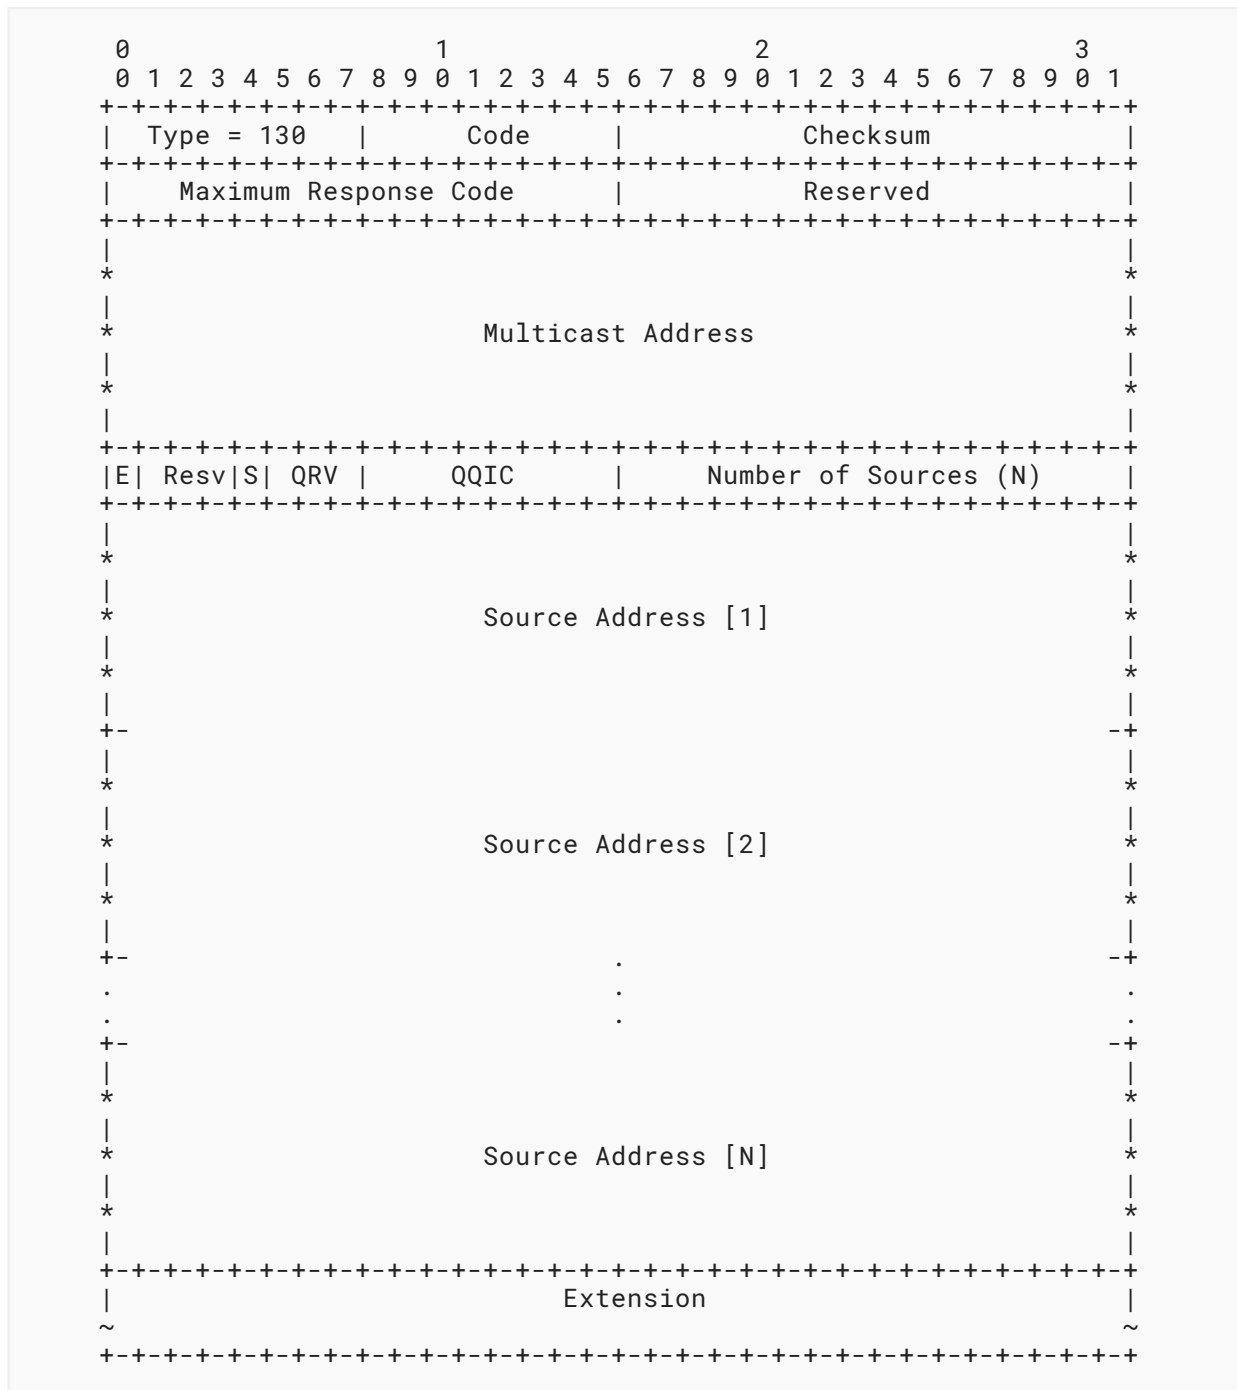 0                   1                   2                   3
 0 1 2 3 4 5 6 7 8 9 0 1 2 3 4 5 6 7 8 9 0 1 2 3 4 5 6 7 8 9 0 1
+-+-+-+-+-+-+-+-+-+-+-+-+-+-+-+-+-+-+-+-+-+-+-+-+-+-+-+-+-+-+-+-+
|  Type = 130   |      Code     |           Checksum            |
+-+-+-+-+-+-+-+-+-+-+-+-+-+-+-+-+-+-+-+-+-+-+-+-+-+-+-+-+-+-+-+-+
|    Maximum Response Code      |           Reserved            |
+-+-+-+-+-+-+-+-+-+-+-+-+-+-+-+-+-+-+-+-+-+-+-+-+-+-+-+-+-+-+-+-+
|                                                               |
*                                                               *
|                                                               |
*                       Multicast Address                       *
|                                                               |
*                                                               *
|                                                               |
+-+-+-+-+-+-+-+-+-+-+-+-+-+-+-+-+-+-+-+-+-+-+-+-+-+-+-+-+-+-+-+-+
|E| Resv|S| QRV |     QQIC      |     Number of Sources (N)     |
+-+-+-+-+-+-+-+-+-+-+-+-+-+-+-+-+-+-+-+-+-+-+-+-+-+-+-+-+-+-+-+-+
|                                                               |
*                                                               *
|                                                               |
*                       Source Address [1]                      *
|                                                               |
*                                                               *
|                                                               |
+-                                                             -+
|                                                               |
*                                                               *
|                                                               |
*                       Source Address [2]                      *
|                                                               |
*                                                               *
|                                                               |
+-                              .                              -+
.                               .                               .
.                               .                               .
+-                                                             -+
|                                                               |
*                                                               *
|                                                               |
*                       Source Address [N]                      *
|                                                               |
*                                                               *
|                                                               |
+-+-+-+-+-+-+-+-+-+-+-+-+-+-+-+-+-+-+-+-+-+-+-+-+-+-+-+-+-+-+-+-+
|                            Extension                          |
~                                                               ~
+-+-+-+-+-+-+-+-+-+-+-+-+-+-+-+-+-+-+-+-+-+-+-+-+-+-+-+-+-+-+-+-+